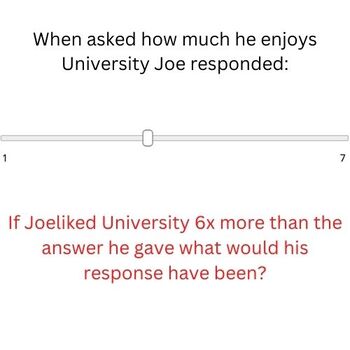 When asked how much he enjoys
University Joe responded:
1 7
If Joeliked University 6x more than the
answer he gave what would his
response have been?